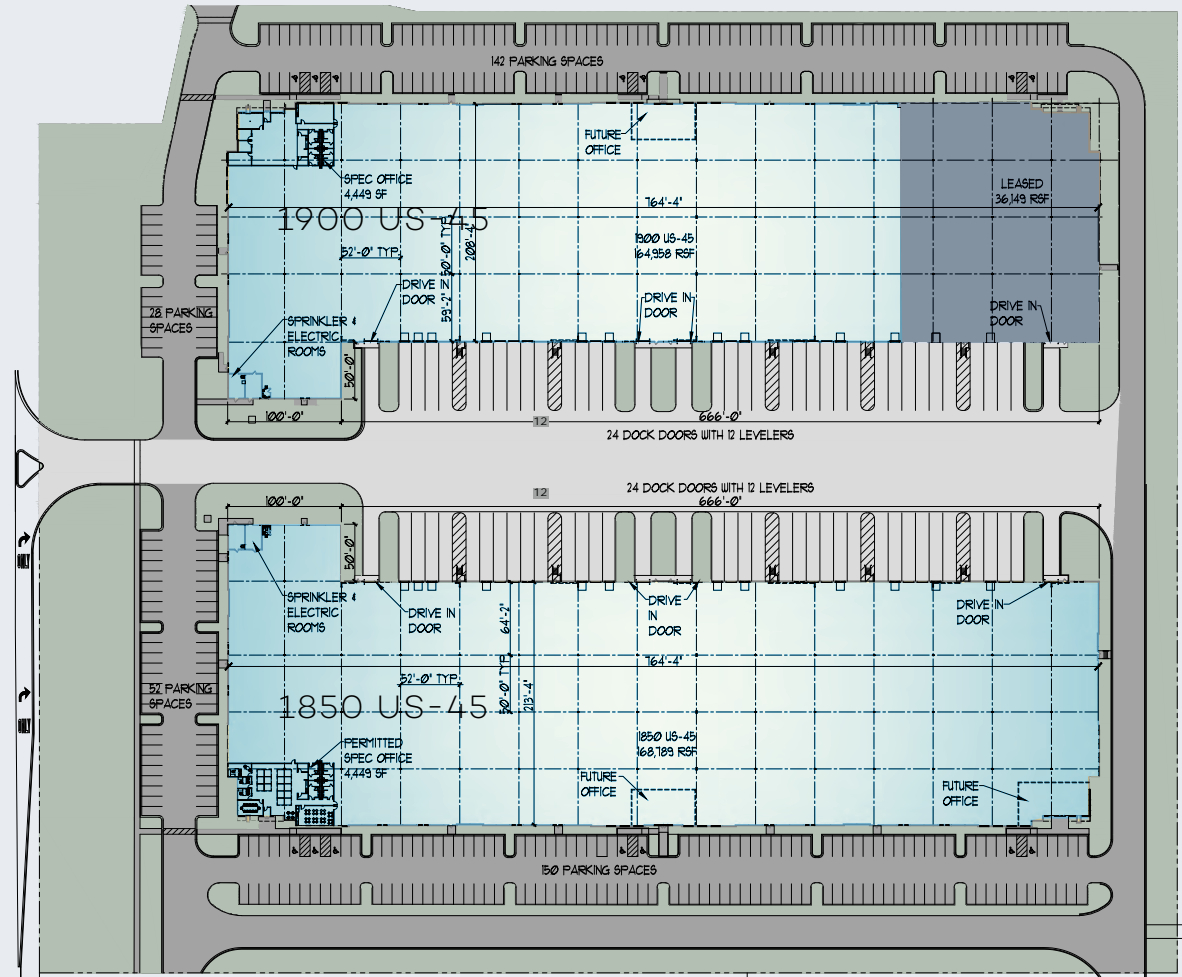 142 PARKING SPACES
FUTURE
OFFICE
SPEC OFFICE
4,449 SF
LEASED
36,149 RSF
764'-4"
1900 US-45
1900 US-45
164,958 RSF
52'-0" TYP.
50'-0" TYP.
208'-4"
59'-2"
DRIVE IN
DOOR
DRIVE IN
DOOR
DRIVE IN
DOOR
28 PARKING
SPACES
SPRINKLER &
ELECTRIC
ROOMS
50'-0"
100'-0"
12
666'-0"
24 DOCK DOORS WITH 12 LEVELERS
12
24 DOCK DOORS WITH 12 LEVELERS
100'-0"
666'-0"
ONLY
50'-0"
SPRINKLER &
ELECTRIC
ROOMS
DRIVE IN
DOOR
64'-2"
DRIVE
IN
DOOR
DRIVE IN
DOOR
764'-4"
52'-0" TYP.
50'-0" TYP.
213'-4"
52 PARKING
SPACES
1850 US-45
ONLY
1850 US-45
168,789 RSF
PERMITTED
SPEC OFFICE
4,449 SF
FUTURE
OFFICE
FUTURE
OFFICE
150 PARKING SPACES